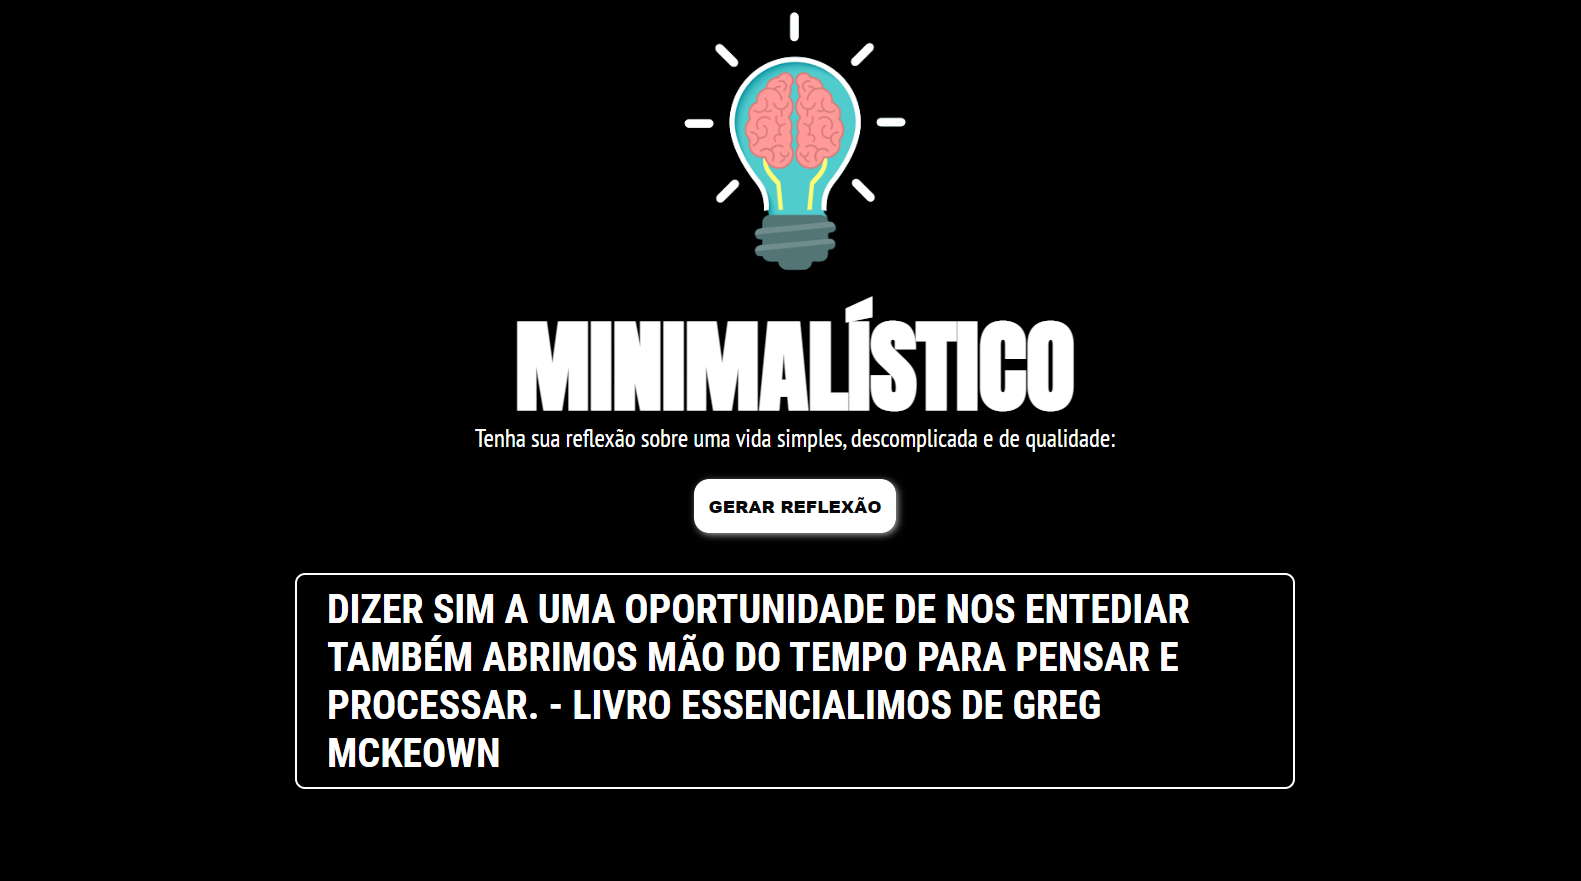 MINIMALÍSTICO
Tenha sua reflexão sobre uma vida simples, descomplicada e de qualidade:
GERAR REFLEXÃO
DIZER SIM A UMA OPORTUNIDADE DE NOS ENTEDIAR
TAMBÉM ABRIMOS MÃO DO TEMPO PARA PENSAR E
PROCESSAR. - LIVRO ESSENCIALIMOS DE GREG
MCKEOWN